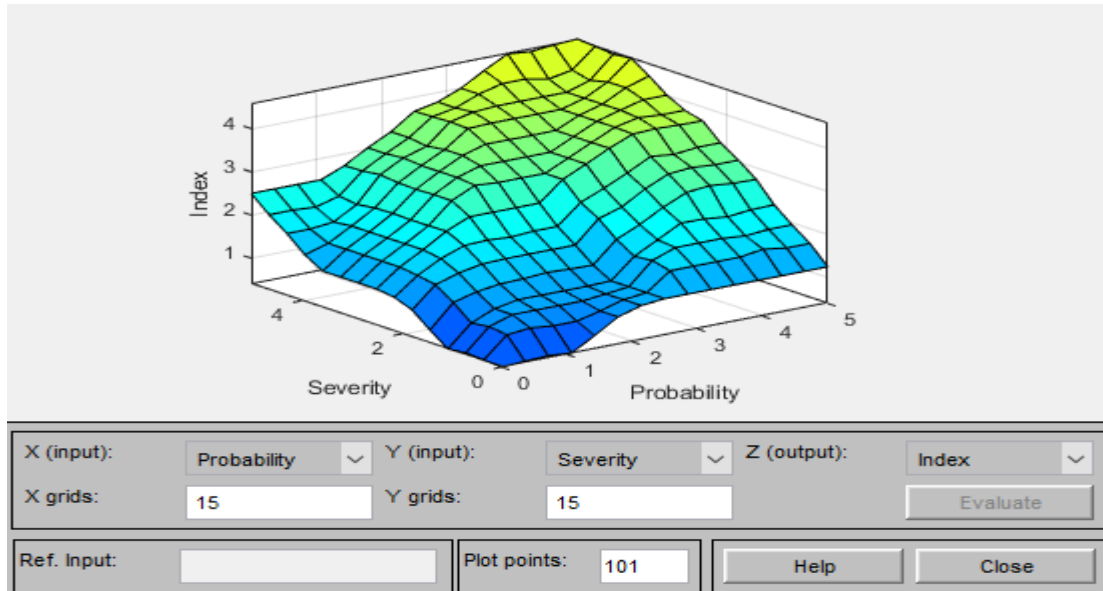 4
3
2
1
Index
4
2
0
Severity
0
1
2
3
4
5
Probability
X (input): Probability Y (input): Severity Z (output): Index
X grids: 15 Y grids: 15 Evaluate
Ref. Input: Plot points: 101 Help Close